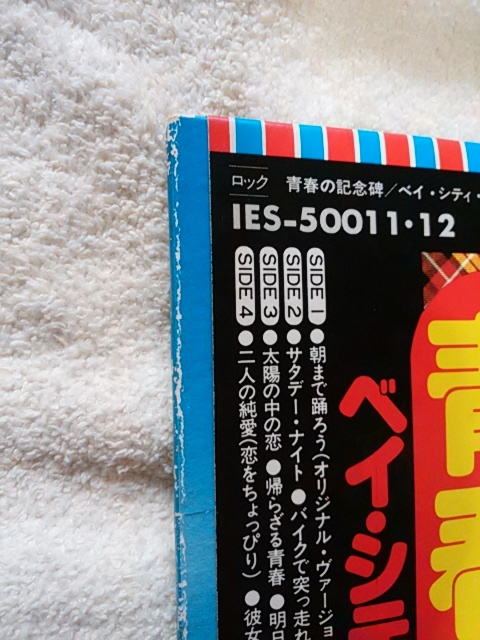 ロック 青春の記念碑/ベイ・シティ・
IES-50011・12
SIDE 1 ●朝まで踊ろう(オリジナル・ヴァージョ
SIDE 2 ●サタデー・ナイト●バイクで突っ走れ
SIDE 3 ●太陽の中の恋●帰らざる青春●明日
SIDE 4 ●二人の純愛(恋をちょっぴり)●彼女
青春
ベイ・シテ